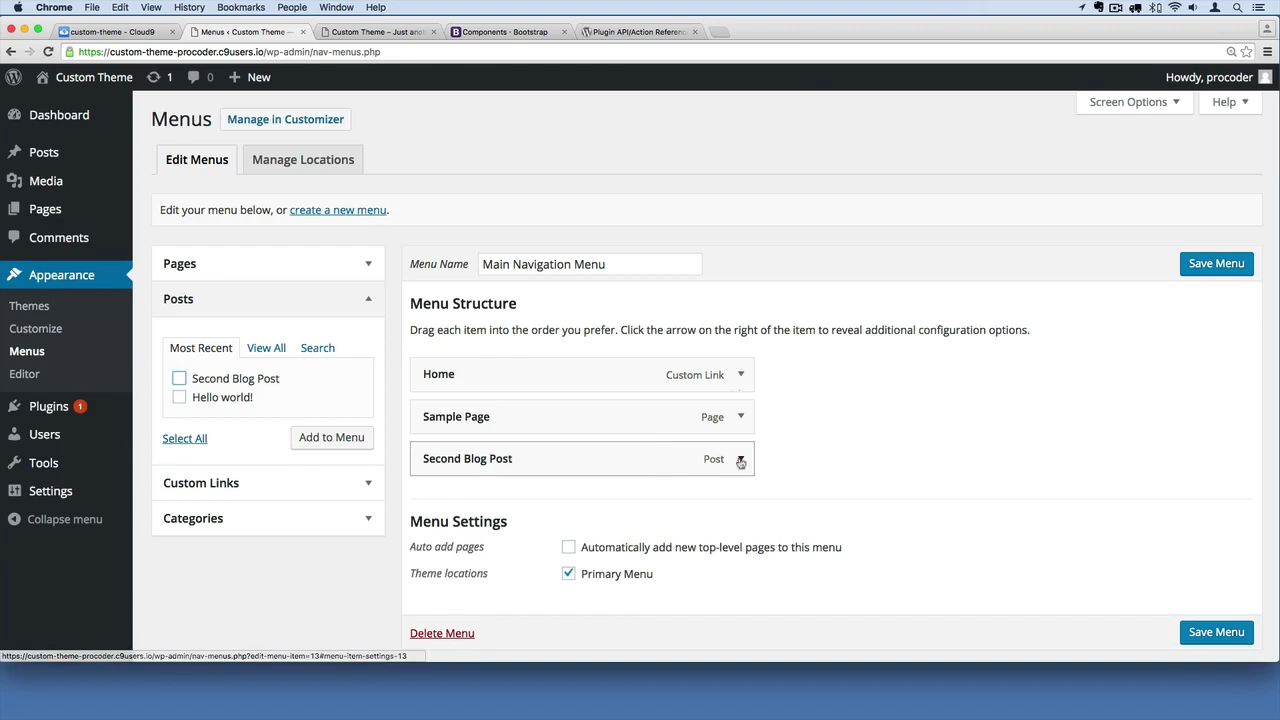 Chrome File Edit View History Bookmarks People Window Help
custom-theme - Cloud9
Menus ‹ Custom Theme —
Custom Theme – Just anot
Components · Bootstrap
Plugin API/Action Referenc
https://custom-theme-procoder.c9users.io/wp-admin/nav-menus.php
Custom Theme 1 0 New
Howdy, procoder
Dashboard
Posts
Media
Pages
Comments
Appearance
Themes
Customize
Menus
Editor
Plugins 1
Users
Tools
Settings
Collapse menu
Screen Options
Help
Menus
Manage in Customizer
Edit Menus
Manage Locations
Edit your menu below, or create a new menu.
Pages
Posts
Most Recent View All Search
Second Blog Post
Hello world!
Select All
Add to Menu
Custom Links
Categories
Menu Name Main Navigation Menu
Save Menu
Menu Structure
Drag each item into the order you prefer. Click the arrow on the right of the item to reveal additional configuration options.
Home Custom Link
Sample Page Page
Second Blog Post Post
Menu Settings
Auto add pages Automatically add new top-level pages to this menu
Theme locations Primary Menu
Delete Menu
Save Menu
https://custom-theme-procoder.c9users.io/wp-admin/nav-menus.php?edit-menu-item=13#menu-item-settings-13